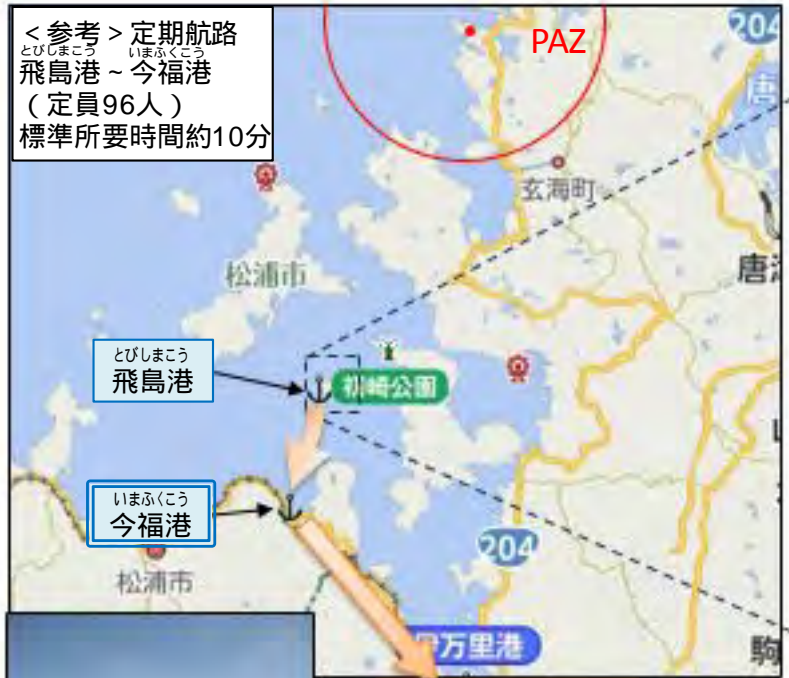 <参考>定期航路
とびしまこう いまふくこう
飛島港~今福港
(定員96人)
標準所要時間約10分
PAZ
204
唐
玄海町
松浦市
唐
とびしまこう
飛島港
崎公園
いまふくこう
今福港
204
松浦市
万里港
駒